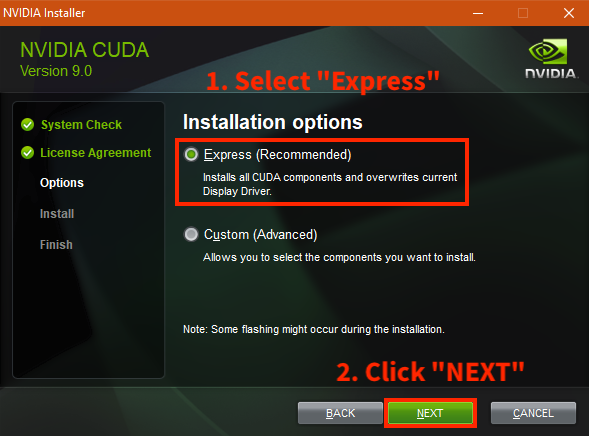 NVIDIA Installer
NVIDIA CUDA
Version 9.0
NVIDIA.
1. Select "Express"
System Check
License Agreement
Options
Install
Finish
Installation options
Express (Recommended)
Installs all CUDA components and overwrites current
Display Driver.
Custom (Advanced)
Allows you to select the components you want to install.
Note: Some flashing might occur during the installation.
2. Click "NEXT"
BACK
NEXT
CANCEL